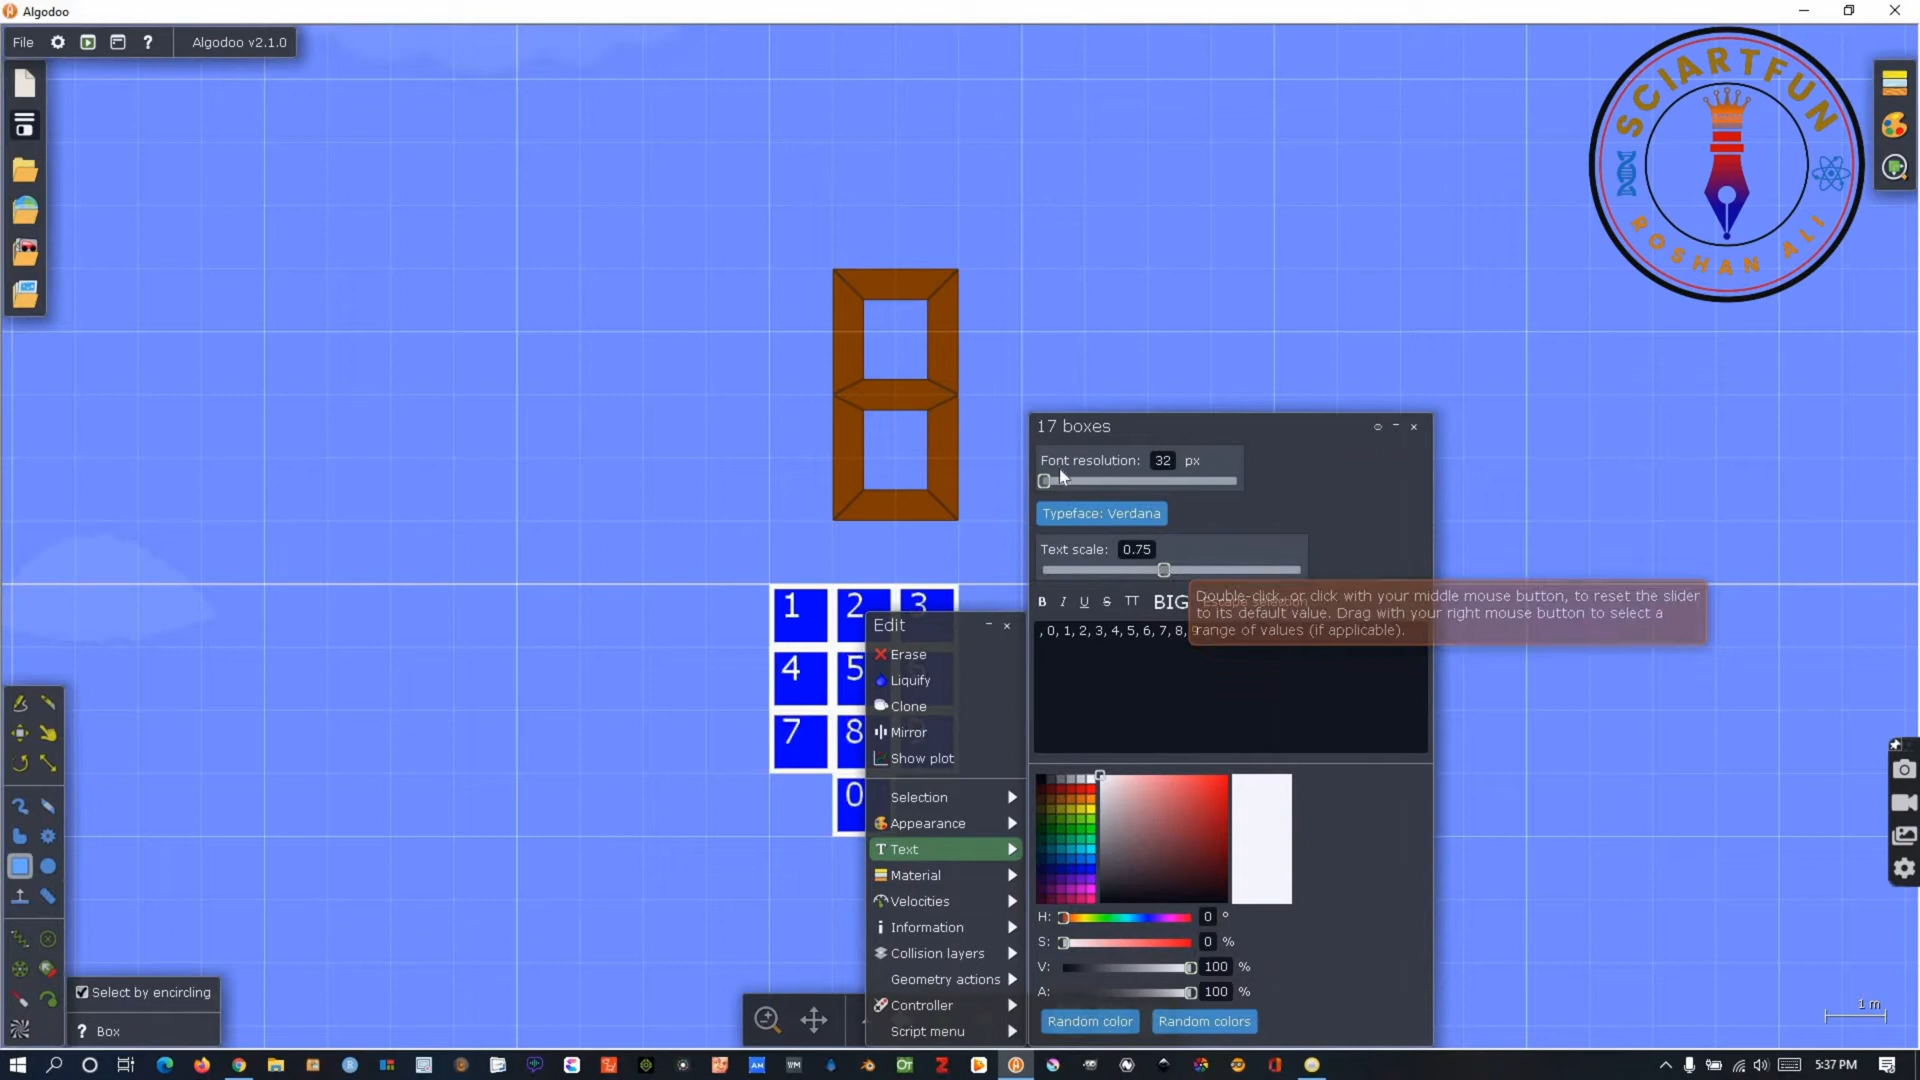 Algodoo
File
Algodoo v2.1.0
SCIARTFUN
ROSHAN ALI
17 boxes
Font resolution: 32 px
Typeface: Verdana
Text scale: 0.75
B I U S TT BIG
Double-click, or click with your middle mouse button, to reset the slider
to its default value. Drag with your right mouse button to select a
range of values (if applicable).
, 0, 1, 2, 3, 4, 5, 6, 7, 8, 9
1 2 3
4 5
7 8
0
Edit
Erase
Liquify
Clone
Mirror
Show plot
Selection
Appearance
Text
Material
Velocities
Information
Collision layers
Geometry actions
Controller
Script menu
H: 0 °
S: 0 %
V: 100 %
A: 100 %
Random color Random colors
Select by encircling
? Box
1 m
5:37 PM